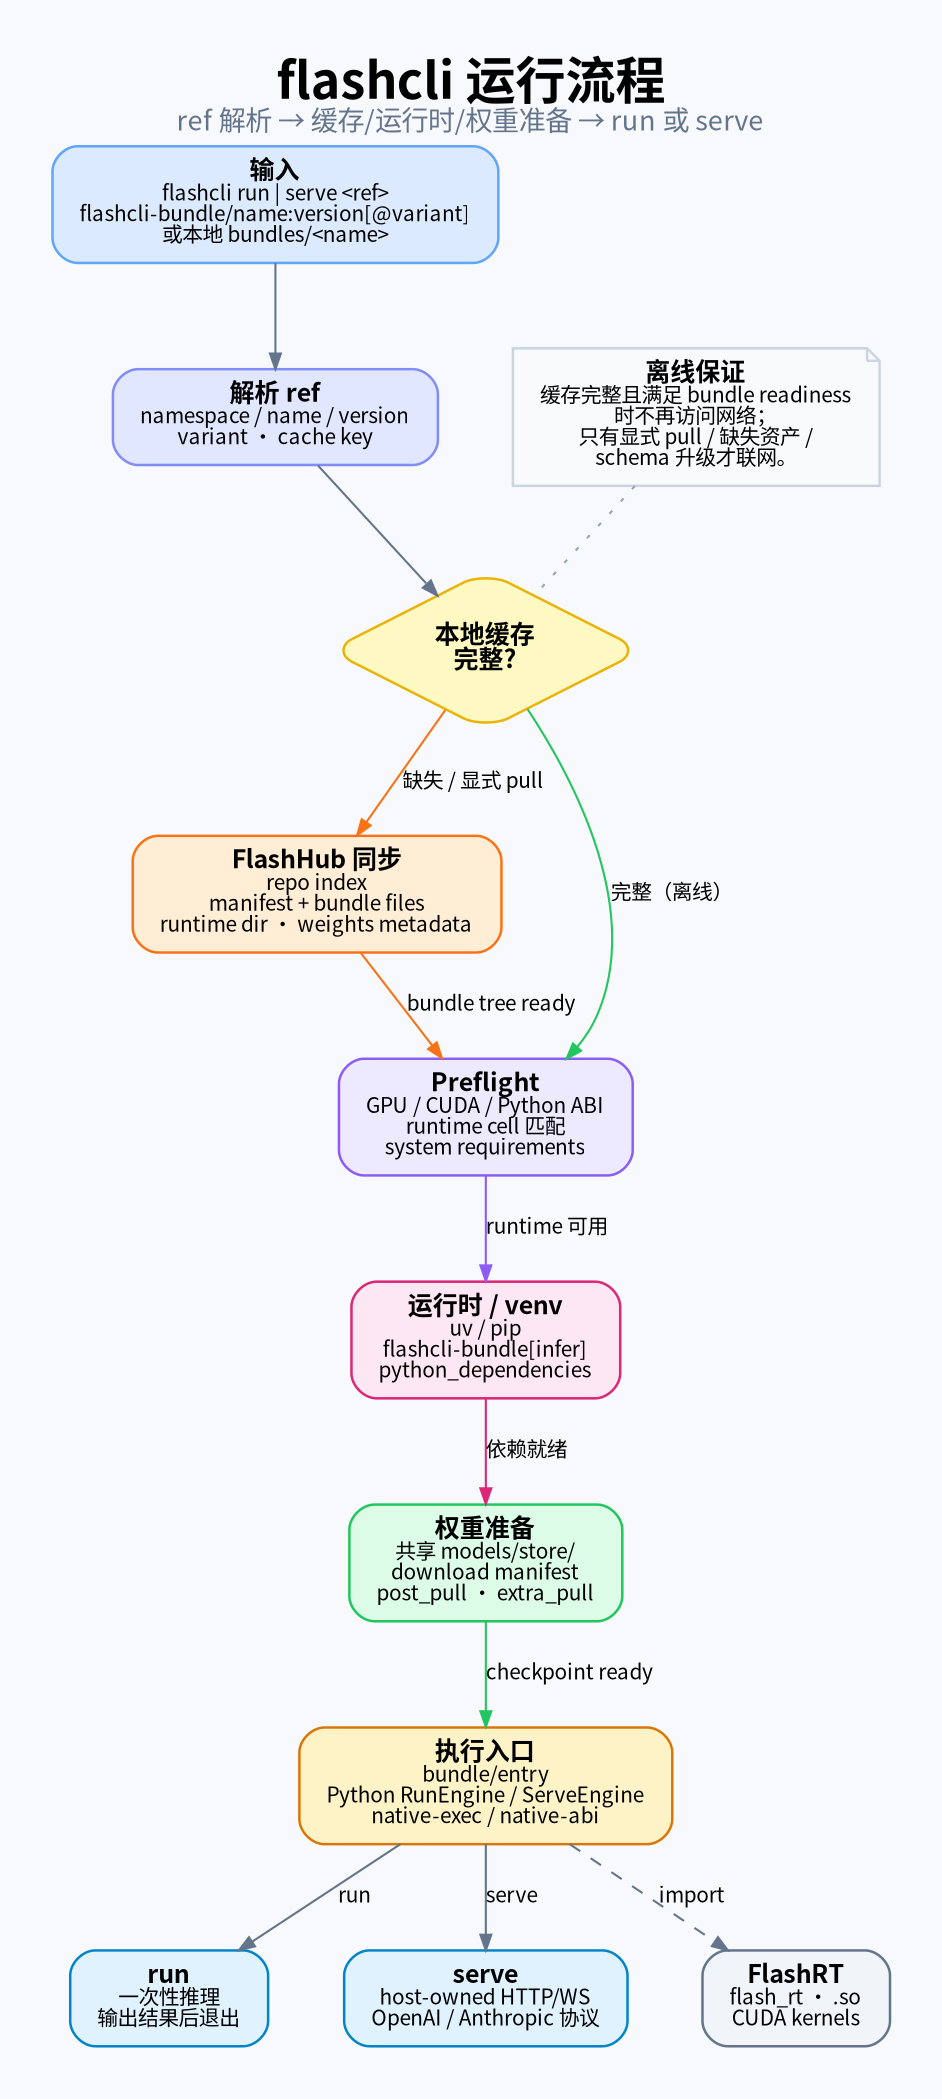 flashcli 运行流程
ref 解析 → 缓存/运行时/权重准备 → run 或 serve
输入
flashcli run | serve <ref>
flashcli-bundle/name:version[@variant]
或本地 bundles/<name>
解析 ref
namespace / name / version
variant · cache key
离线保证
缓存完整且满足 bundle readiness
时不再访问网络；
只有显式 pull / 缺失资产 /
schema 升级才联网。
本地缓存
完整?
缺失 / 显式 pull
FlashHub 同步
repo index
manifest + bundle files
runtime dir · weights metadata
完整（离线）
bundle tree ready
Preflight
GPU / CUDA / Python ABI
runtime cell 匹配
system requirements
runtime 可用
运行时 / venv
uv / pip
flashcli-bundle[infer]
python_dependencies
依赖就绪
权重准备
共享 models/store/
download manifest
post_pull · extra_pull
checkpoint ready
执行入口
bundle/entry
Python RunEngine / ServeEngine
native-exec / native-abi
run
serve
import
run
一次性推理
输出结果后退出
serve
host-owned HTTP/WS
OpenAI / Anthropic 协议
FlashRT
flash_rt · .so
CUDA kernels